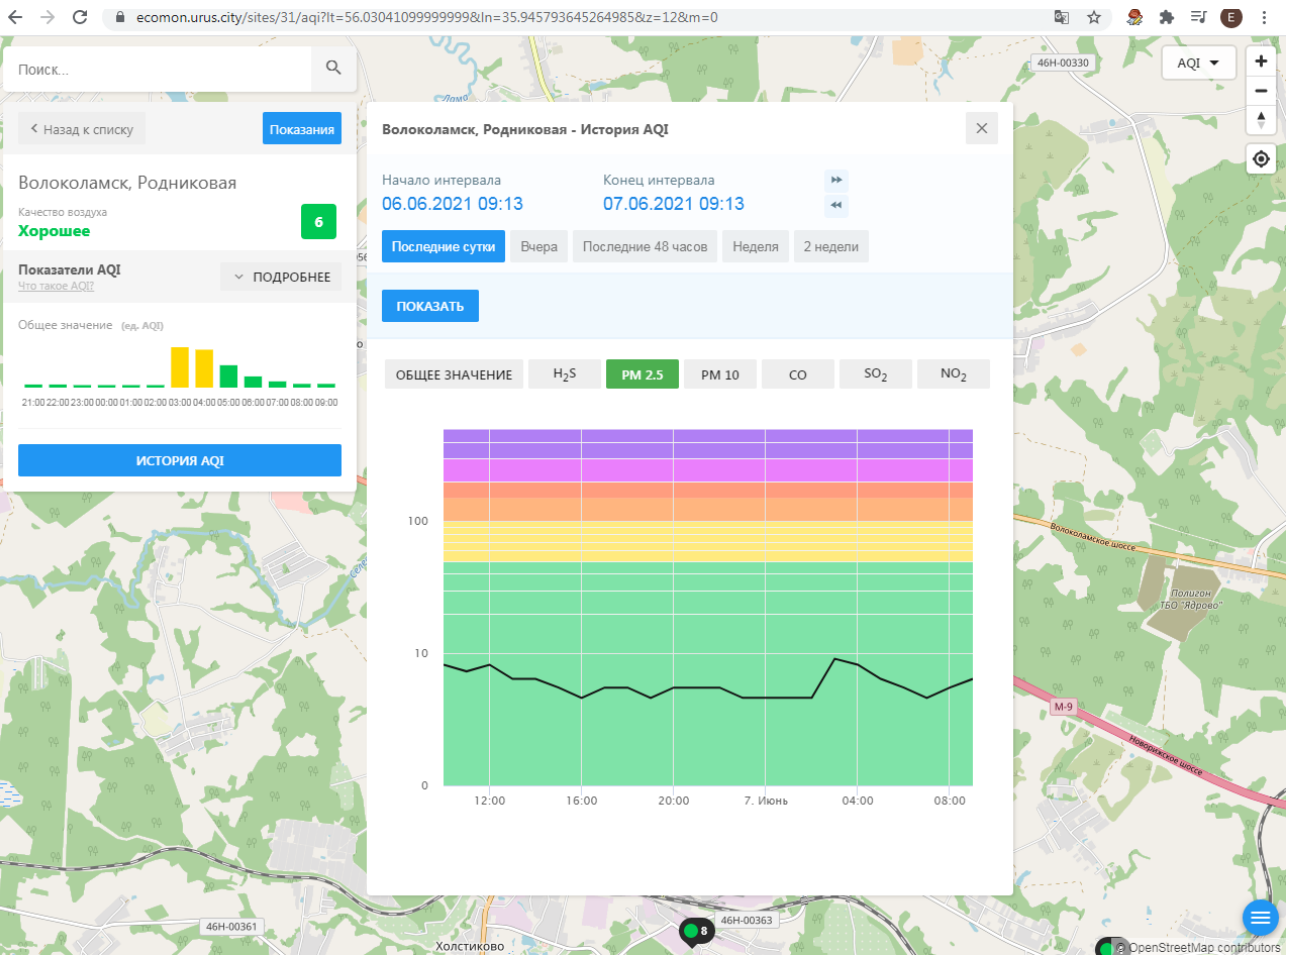 ecomon.urus.city/sites/31/aqi?lt=56.03041099999999&ln=35.945793645264985&z=12&m=0
E
Поиск...
46Н-00330
AQI
Назад к списку
Показания
Волоколамск, Родниковая
Качество воздуха
Хорошее
6
Показатели AQI
Что такое AQI?
ПОДРОБНЕЕ
Общее значение (ед. AQI)
21:00 22:00 23:00 00:00 01:00 02:00 03:00 04:00 05:00 06:00 07:00 08:00 09:00
ИСТОРИЯ AQI
Лама
Волоколамск, Родниковая - История AQI
Начало интервала
Конец интервала
06.06.2021 09:13
07.06.2021 09:13
Последние сутки
Вчера
Последние 48 часов
Неделя
2 недели
ПОКАЗАТЬ
ОБЩЕЕ ЗНАЧЕНИЕ
H2S
PM 2.5
PM 10
CO
SO2
NO2
100
10
0
12:00
16:00
20:00
7. Июнь
04:00
08:00
Волоколамское шоссе
Полигон
ТБО "Ядрово"
М-9
Новорижское шоссе
46Н-00361
46Н-00363
8
Холстиково
© OpenStreetMap contributors